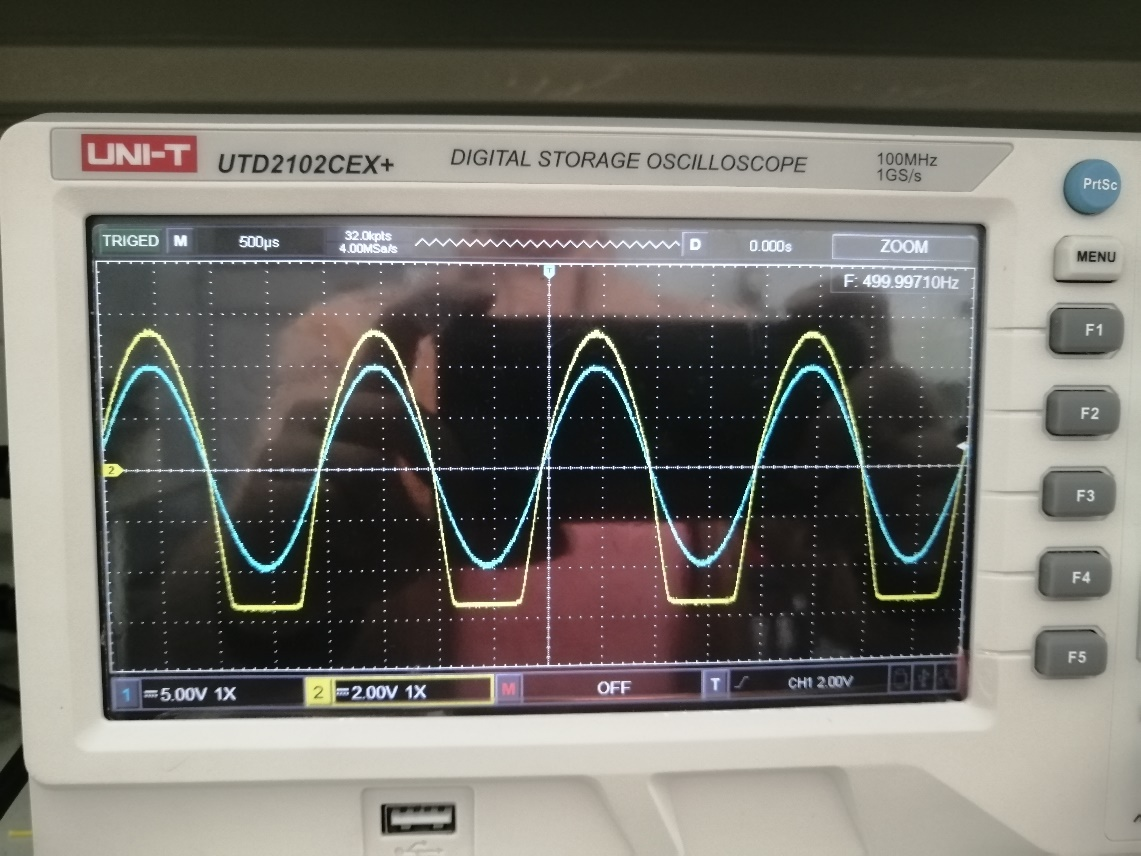 UNI-T UTD2102CEX+ DIGITAL STORAGE OSCILLOSCOPE 100MHz
1GS/s
PrtSc
TRIGED M 500μs 32.0kpts
4.00MSa/s
D 0.000s ZOOM
MENU
T
F: 499.99710Hz
F1
F2
2
F3
F4
F5
1 5.00V 1X 2 2.00V 1X M OFF T CH1 2.00V